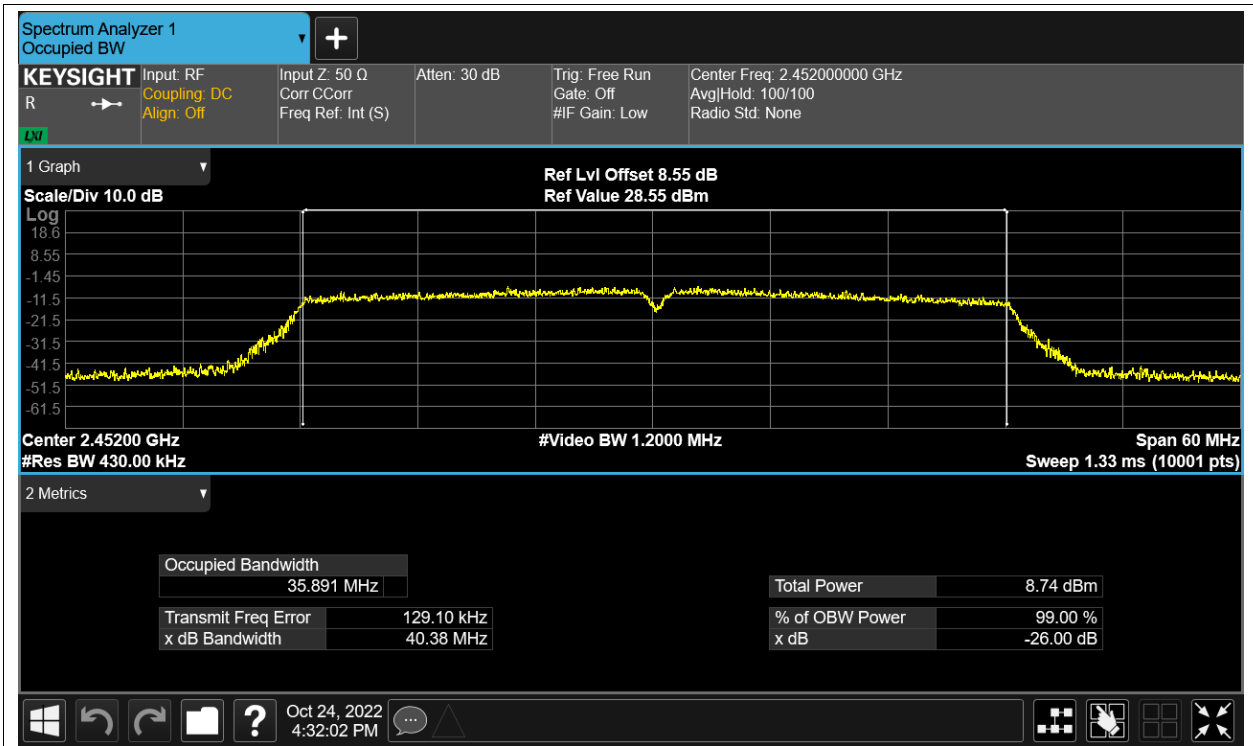 Spectrum Analyzer 1
Occupied BW
KEYSIGHT
R
LXI
Input: RF
Coupling: DC
Align: Off
Input Z: 50 Ω
Corr CCorr
Freq Ref: Int (S)
Atten: 30 dB
Trig: Free Run
Gate: Off
#IF Gain: Low
Center Freq: 2.452000000 GHz
Avg|Hold: 100/100
Radio Std: None
1 Graph
Scale/Div 10.0 dB
Ref Lvl Offset 8.55 dB
Ref Value 28.55 dBm
Log
18.6
8.55
-1.45
-11.5
-21.5
-31.5
-41.5
-51.5
-61.5
Center 2.45200 GHz
#Video BW 1.2000 MHz
Span 60 MHz
#Res BW 430.00 kHz
Sweep 1.33 ms (10001 pts)
2 Metrics
Occupied Bandwidth
35.891 MHz
Total Power 8.74 dBm
Transmit Freq Error 129.10 kHz
% of OBW Power 99.00 %
x dB Bandwidth 40.38 MHz
x dB -26.00 dB
?
Oct 24, 2022
4:32:02 PM